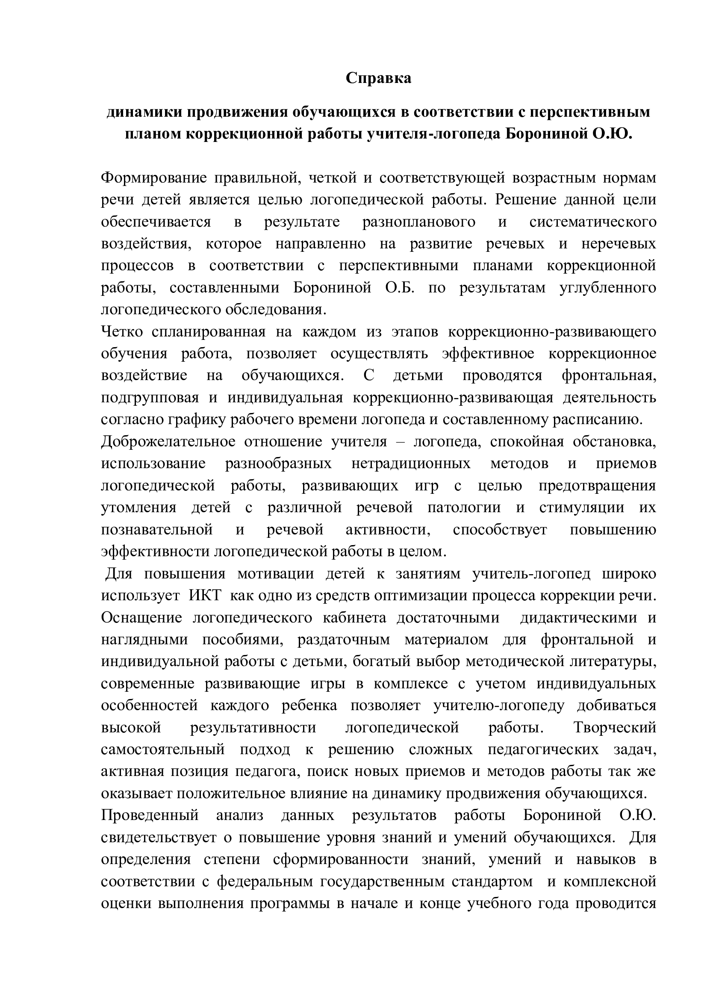 Справка
динамики продвижения обучающихся в соответствии с перспективным
планом коррекционной работы учителя-логопеда Борониной О.Ю.
Формирование правильной, четкой и соответствующей возрастным нормам
речи детей является целью логопедической работы. Решение данной цели
обеспечивается в результате разнопланового и систематического
воздействия, которое направленно на развитие речевых и неречевых
процессов в соответствии с перспективными планами коррекционной
работы, составленными Борониной О.Б. по результатам углубленного
логопедического обследования.
Четко спланированная на каждом из этапов коррекционно-развивающего
обучения работа, позволяет осуществлять эффективное коррекционное
воздействие на обучающихся. С детьми проводятся фронтальная,
подгрупповая и индивидуальная коррекционно-развивающая деятельность
согласно графику рабочего времени логопеда и составленному расписанию.
Доброжелательное отношение учителя – логопеда, спокойная обстановка,
использование разнообразных нетрадиционных методов и приемов
логопедической работы, развивающих игр с целью предотвращения
утомления детей с различной речевой патологии и стимуляции их
познавательной и речевой активности, способствует повышению
эффективности логопедической работы в целом.
Для повышения мотивации детей к занятиям учитель-логопед широко
использует ИКТ как одно из средств оптимизации процесса коррекции речи.
Оснащение логопедического кабинета достаточными дидактическими и
наглядными пособиями, раздаточным материалом для фронтальной и
индивидуальной работы с детьми, богатый выбор методической литературы,
современные развивающие игры в комплексе с учетом индивидуальных
особенностей каждого ребенка позволяет учителю-логопеду добиваться
высокой результативности логопедической работы. Творческий
самостоятельный подход к решению сложных педагогических задач,
активная позиция педагога, поиск новых приемов и методов работы так же
оказывает положительное влияние на динамику продвижения обучающихся.
Проведенный анализ данных результатов работы Борониной О.Ю.
свидетельствует о повышение уровня знаний и умений обучающихся. Для
определения степени сформированности знаний, умений и навыков в
соответствии с федеральным государственным стандартом и комплексной
оценки выполнения программы в начале и конце учебного года проводится